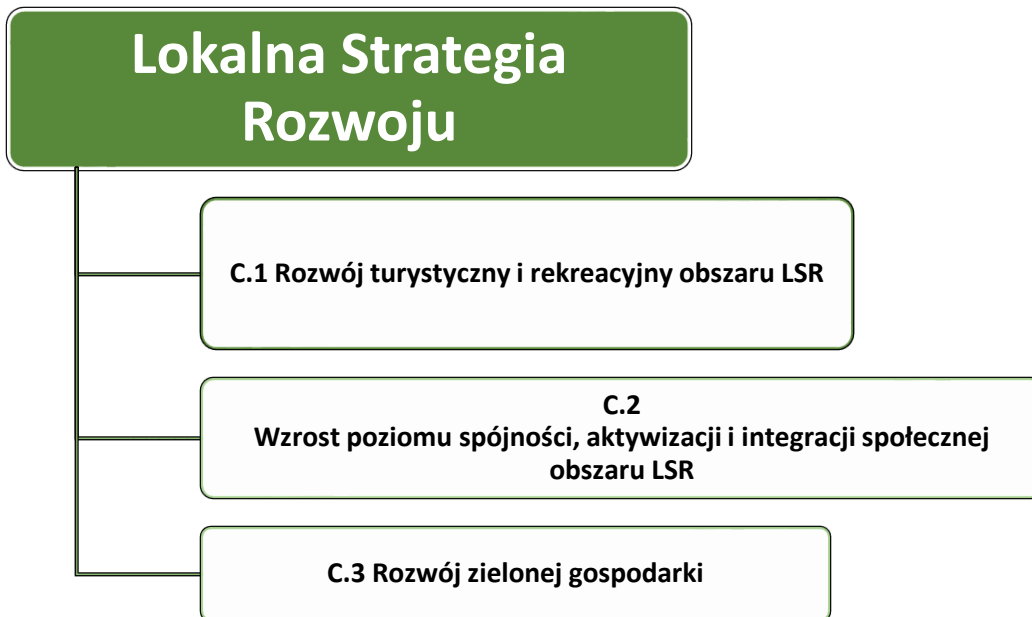 Lokalna Strategia
Rozwoju
C.1 Rozwój turystyczny i rekreacyjny obszaru LSR
C.2
Wzrost poziomu spójności, aktywizacji i integracji społecznej
obszaru LSR
C.3 Rozwój zielonej gospodarki